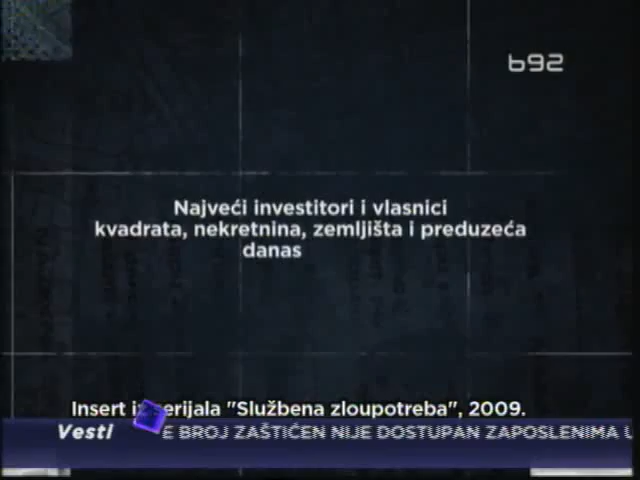 b92
Najveći investitori i vlasnici
kvadrata, nekretnina, zemljišta i preduzeća
danas
Insert iz serijala "Službena zloupotreba", 2009.
Vesti E BROJ ZAŠTIĆEN NIJE DOSTUPAN ZAPOSLENIMA U